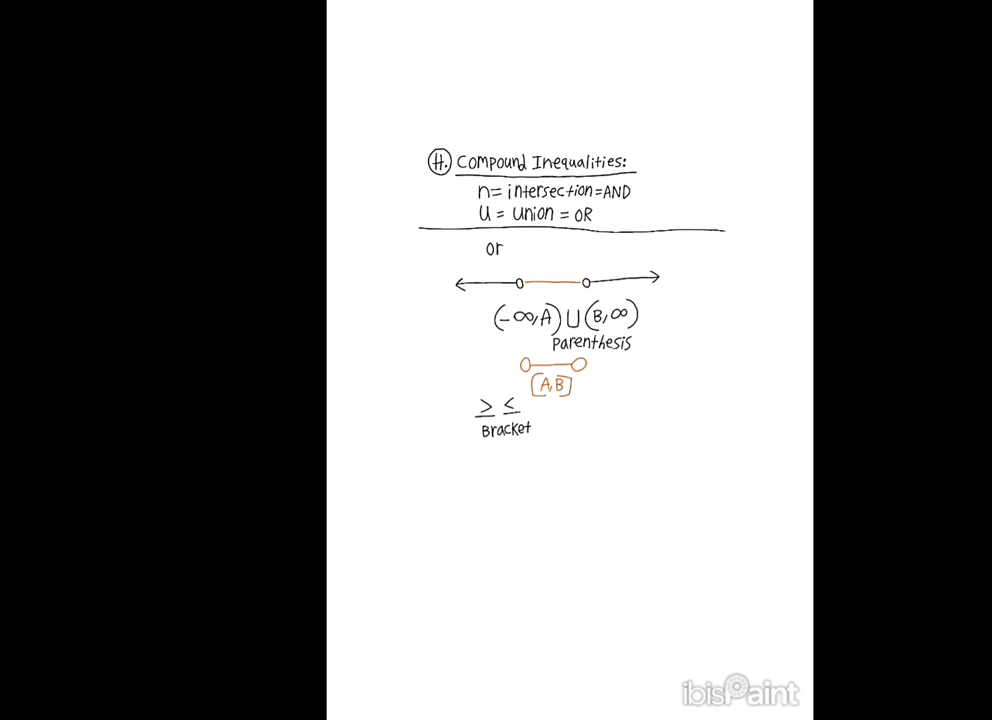 H. Compound Inequalities:
n = intersection = AND
U = Union = OR
or
(-∞, A) ∪ (B, ∞)
Parenthesis
[A, B]
≥ ≤
Bracket
ibisPaint